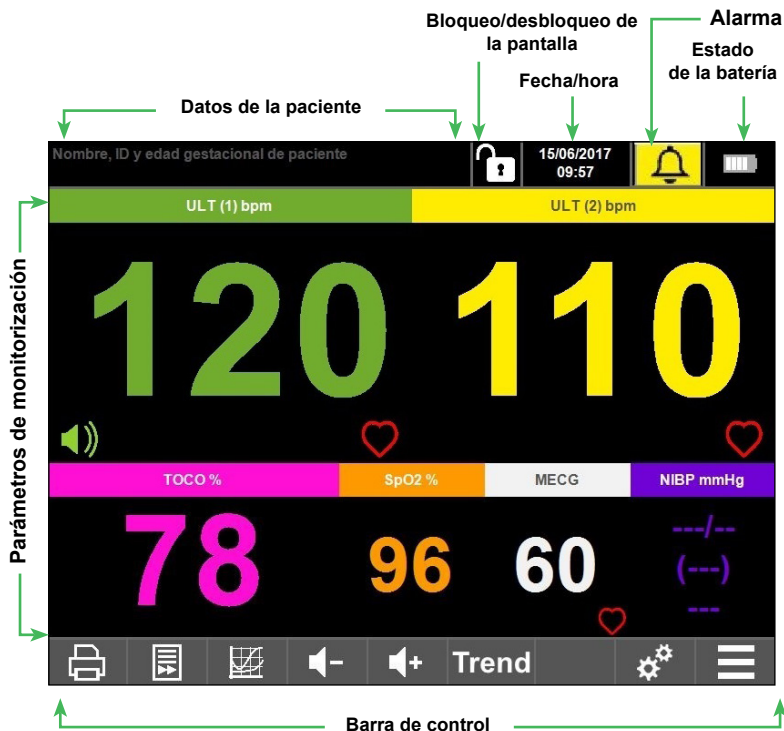 Bloqueo/desbloqueo de
la pantalla
Alarma
Estado
de la batería
Fecha/hora
Datos de la paciente
Nombre, ID y edad gestacional de paciente
15/06/2017
09:57
ULT (1) bpm
ULT (2) bpm
Parámetros de monitorización
120
110
TOCO %
SpO2 %
MECG
NIBP mmHg
78
96
60
---/--
(---)
---
Trend
Barra de control